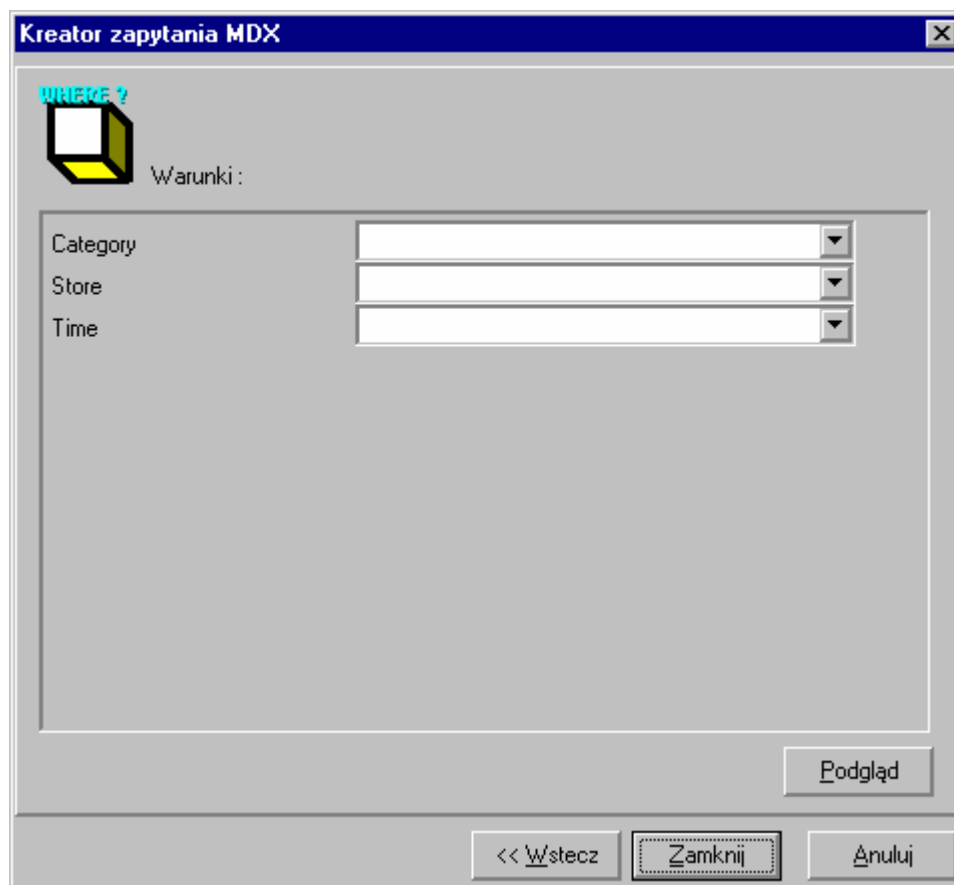 Kreator zapytania MDX
WHERE ?
Warunki :
Category
Store
Time
Podgląd
<< Wstecz
Zamknij
Anuluj